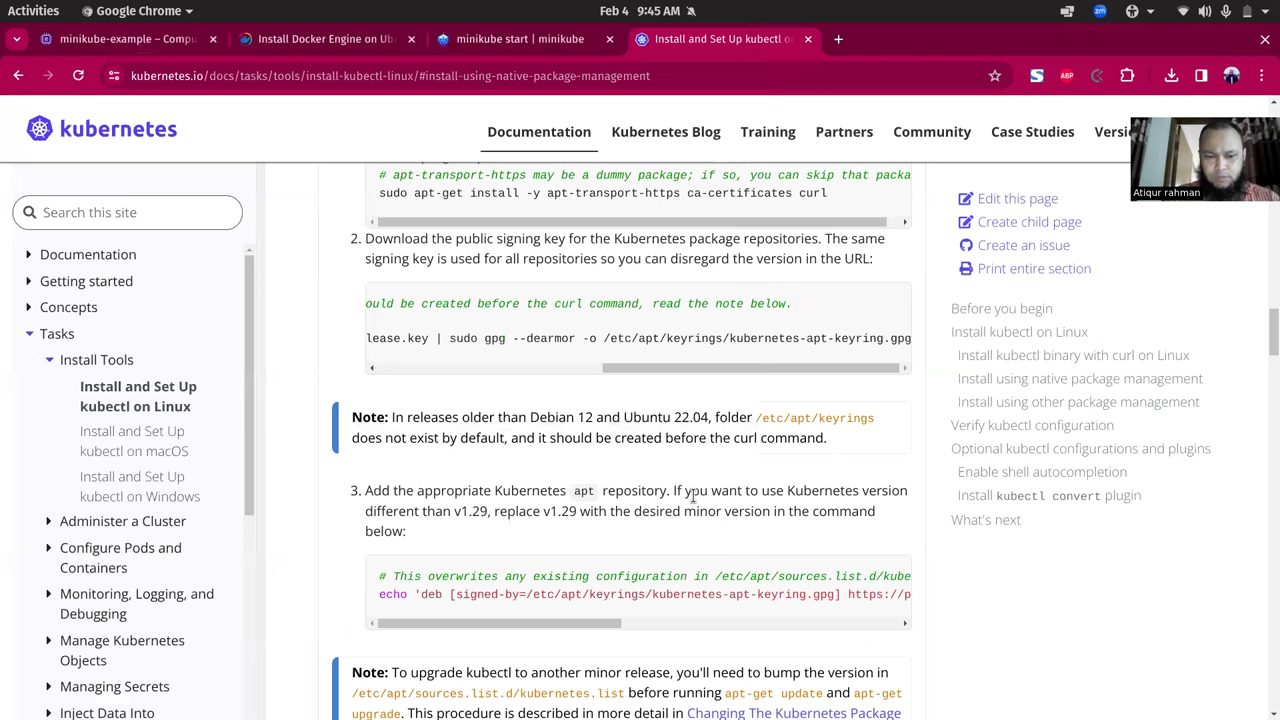 Activities
Google Chrome
Feb 4 9:45 AM
zm
minikube-example – Compu
Install Docker Engine on Ub
minikube start | minikube
Install and Set Up kubectl o
kubernetes.io/docs/tasks/tools/install-kubectl-linux/#install-using-native-package-management
S
ABP
kubernetes
Documentation
Kubernetes Blog
Training
Partners
Community
Case Studies
Versi
Atiqur rahman
Search this site
Documentation
Getting started
Concepts
Tasks
Install Tools
Install and Set Up
kubectl on Linux
Install and Set Up
kubectl on macOS
Install and Set Up
kubectl on Windows
Administer a Cluster
Configure Pods and
Containers
Monitoring, Logging, and
Debugging
Manage Kubernetes
Objects
Managing Secrets
Inject Data Into
# apt-transport-https may be a dummy package; if so, you can skip that packa
sudo apt-get install -y apt-transport-https ca-certificates curl
2. Download the public signing key for the Kubernetes package repositories. The same
signing key is used for all repositories so you can disregard the version in the URL:
ould be created before the curl command, read the note below.
lease.key | sudo gpg --dearmor -o /etc/apt/keyrings/kubernetes-apt-keyring.gpg
Note: In releases older than Debian 12 and Ubuntu 22.04, folder /etc/apt/keyrings
does not exist by default, and it should be created before the curl command.
3. Add the appropriate Kubernetes apt repository. If you want to use Kubernetes version
different than v1.29, replace v1.29 with the desired minor version in the command
below:
# This overwrites any existing configuration in /etc/apt/sources.list.d/kube
echo 'deb [signed-by=/etc/apt/keyrings/kubernetes-apt-keyring.gpg] https://p
Note: To upgrade kubectl to another minor release, you'll need to bump the version in
/etc/apt/sources.list.d/kubernetes.list before running apt-get update and apt-get
upgrade. This procedure is described in more detail in Changing The Kubernetes Package
Edit this page
Create child page
Create an issue
Print entire section
Before you begin
Install kubectl on Linux
Install kubectl binary with curl on Linux
Install using native package management
Install using other package management
Verify kubectl configuration
Optional kubectl configurations and plugins
Enable shell autocompletion
Install kubectl convert plugin
What's next